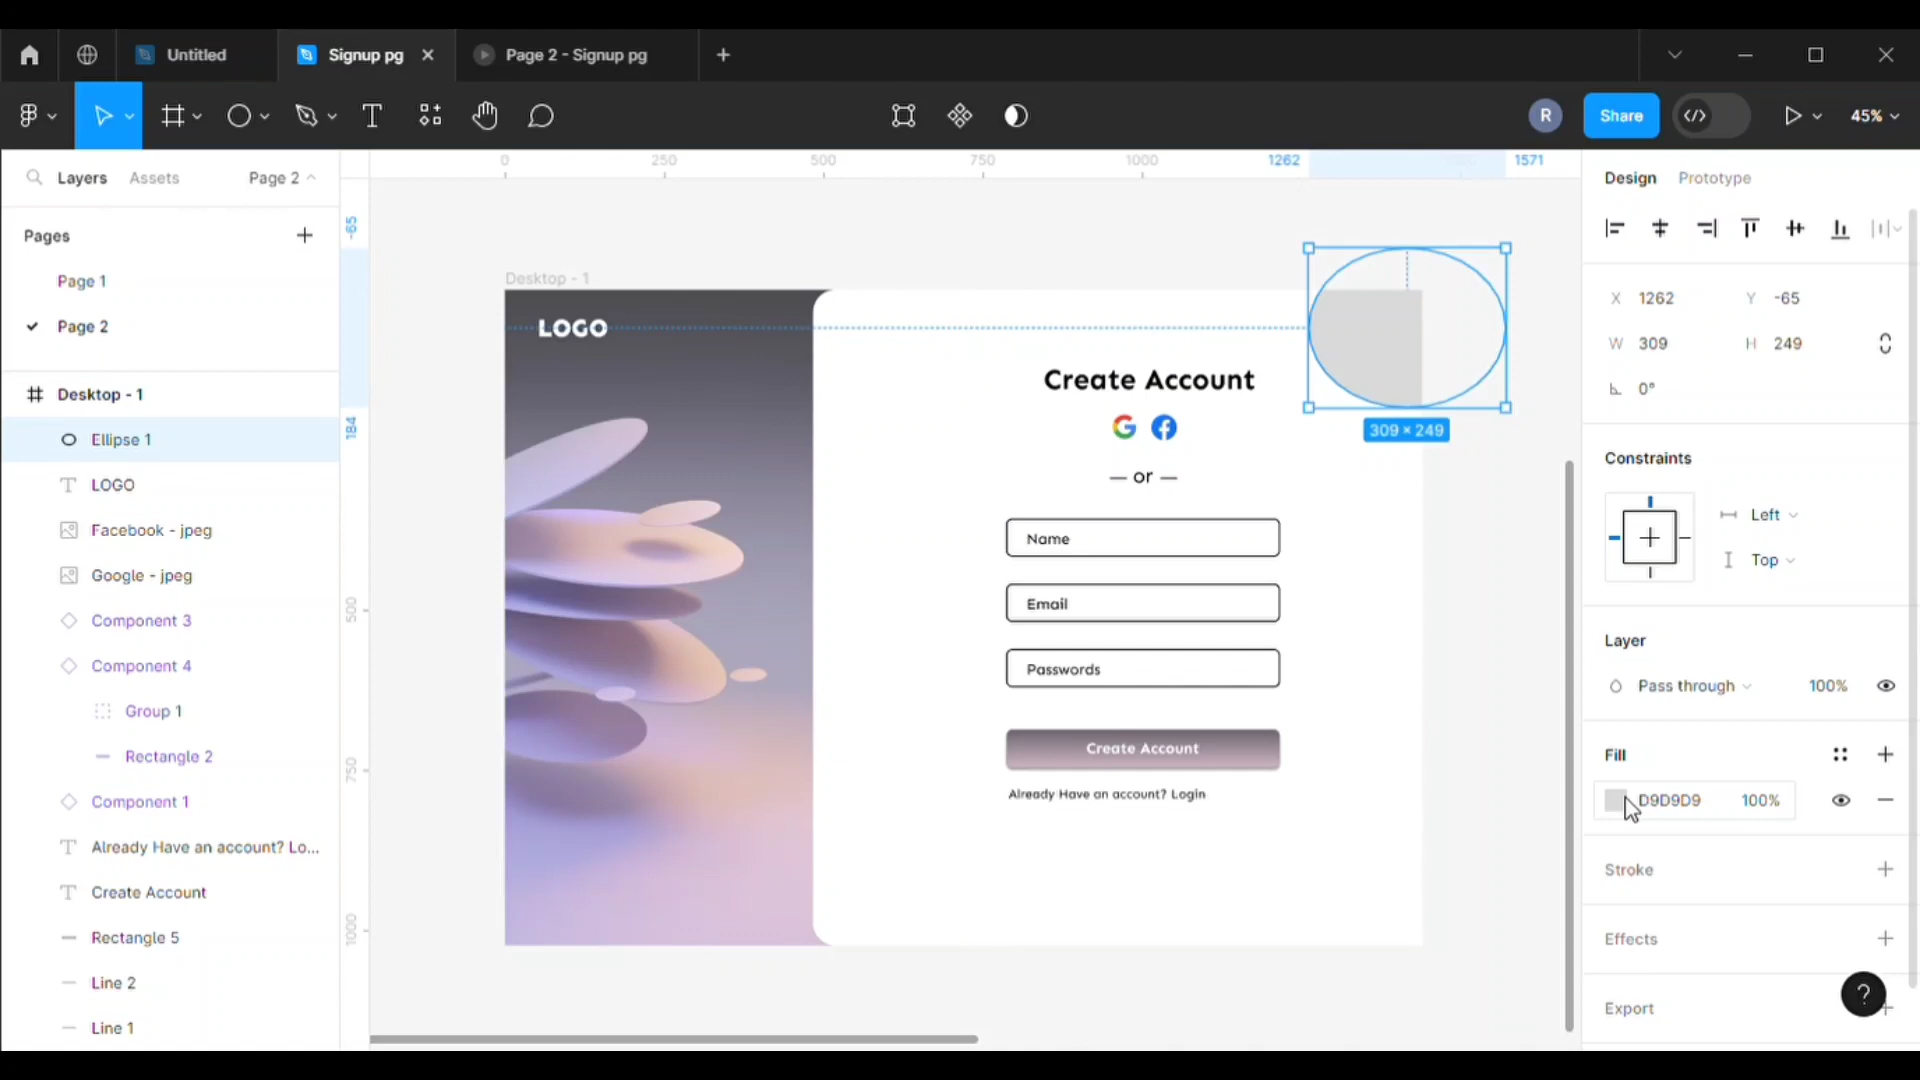 Untitled
Signup pg
Page 2 - Signup pg
R
Share
45%
Layers
Assets
Page 2
Pages
Page 1
Page 2
Desktop - 1
Ellipse 1
LOGO
Facebook - jpeg
Google - jpeg
Component 3
Component 4
Group 1
Rectangle 2
Component 1
Already Have an account? Lo...
Create Account
Rectangle 5
Line 2
Line 1
0 250 500 750 1000 1262 1571
-65
184
500
750
1000
Desktop - 1
LOGO
Create Account
— or —
Name
Email
Passwords
Create Account
Already Have an account? Login
309 × 249
Design
Prototype
X 1262 Y -65
W 309 H 249
0°
Constraints
Left
Top
Layer
Pass through 100%
Fill
D9D9D9 100%
Stroke
Effects
Export
?